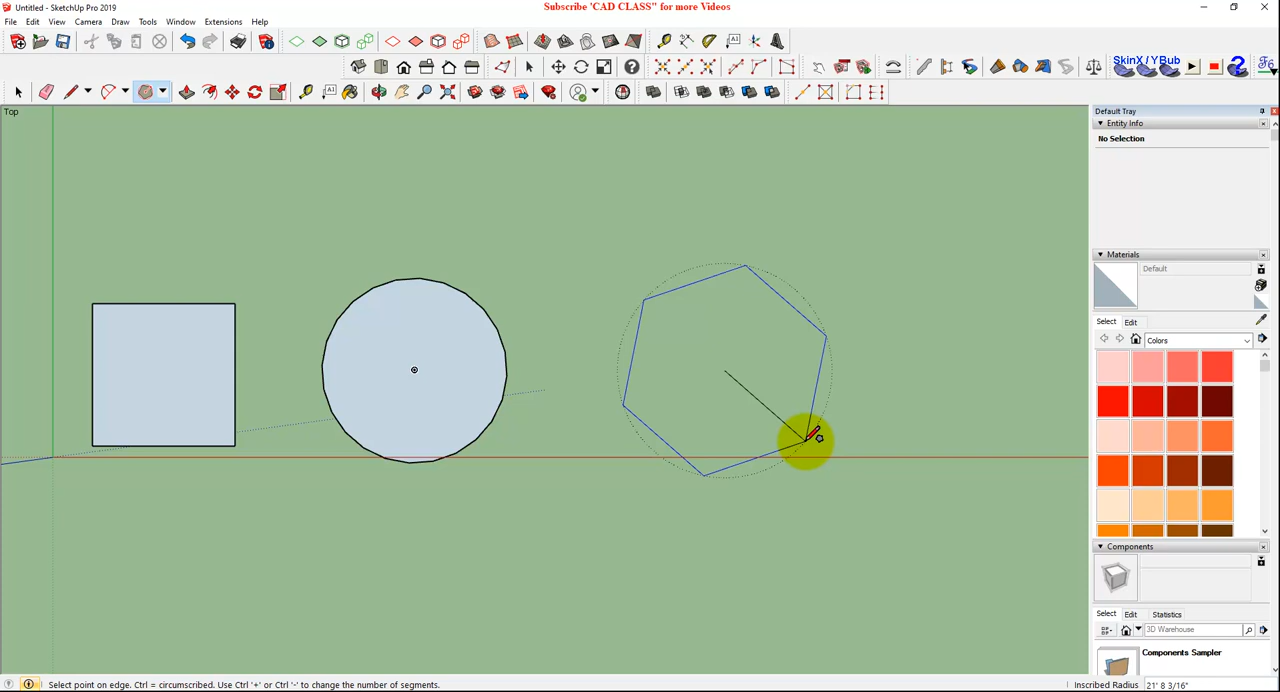 Untitled - SketchUp Pro 2019
Subscribe 'CAD CLASS" for more Videos
File Edit View Camera Draw Tools Window Extensions Help
SkinX / YBub
Top
Default Tray
Entity Info
No Selection
Materials
Default
Select Edit
Colors
Components
Select Edit Statistics
3D Warehouse
Components Sampler
Select point on edge. Ctrl = circumscribed. Use Ctrl '+' or Ctrl '-' to change the number of segments.
Inscribed Radius 21' 8 3/16"